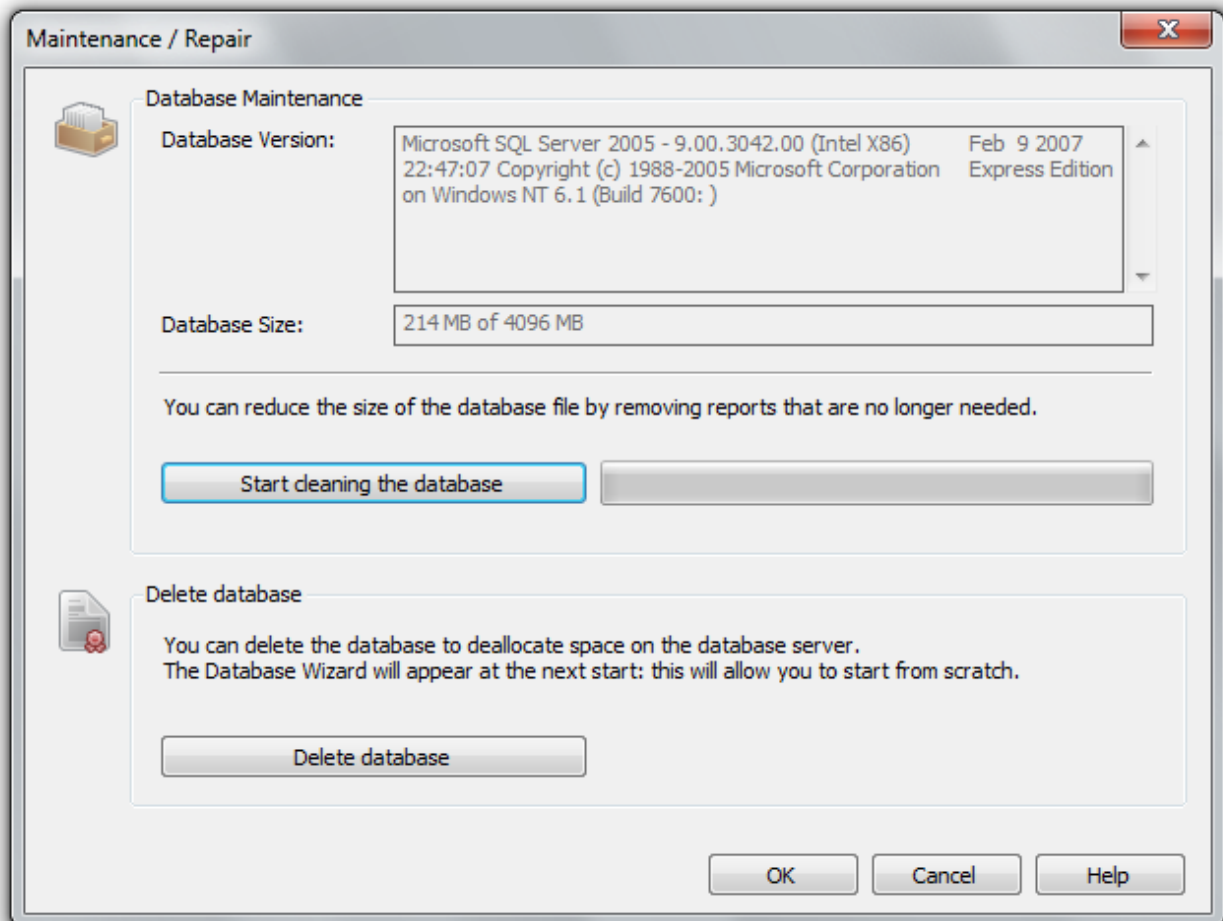 Maintenance / Repair
Database Maintenance
Database Version:
Microsoft SQL Server 2005 - 9.00.3042.00 (Intel X86) Feb 9 2007
22:47:07 Copyright (c) 1988-2005 Microsoft Corporation Express Edition
on Windows NT 6.1 (Build 7600: )
Database Size:
214 MB of 4096 MB
You can reduce the size of the database file by removing reports that are no longer needed.
Start cleaning the database
Delete database
You can delete the database to deallocate space on the database server.
The Database Wizard will appear at the next start: this will allow you to start from scratch.
Delete database
OK Cancel Help